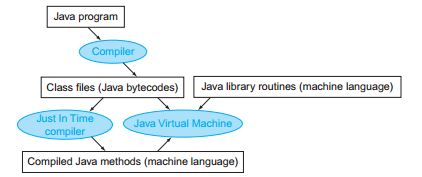 Java program
Compiler
Class files (Java bytecodes)
Java library routines (machine language)
Just In Time
compiler
Java Virtual Machine
Compiled Java methods (machine language)